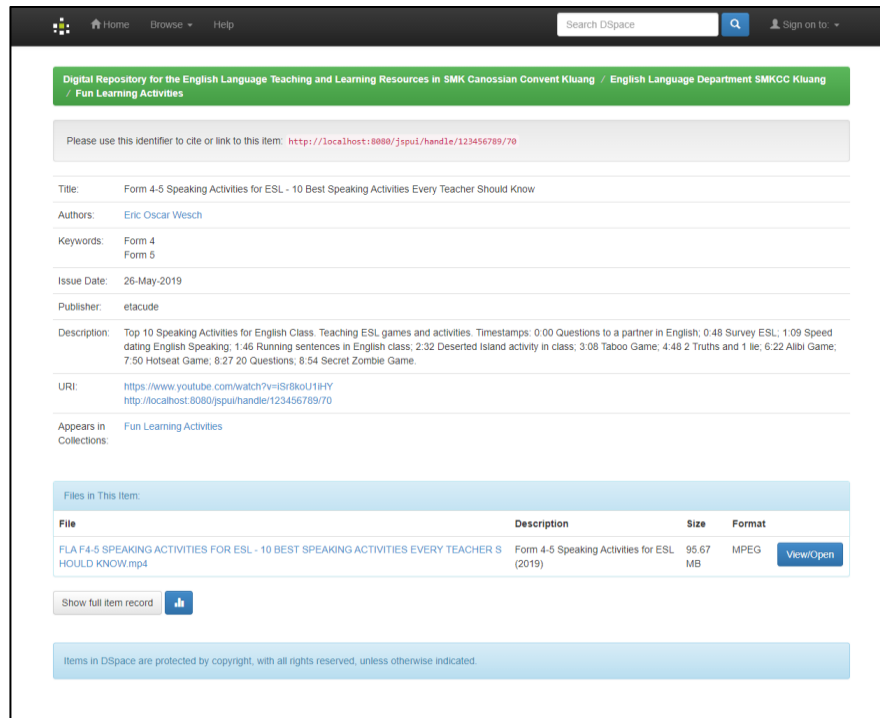 Home Browse Help Search DSpace Sign on to:
Digital Repository for the English Language Teaching and Learning Resources in SMK Canossian Convent Kluang / English Language Department SMKCC Kluang
/ Fun Learning Activities
Please use this identifier to cite or link to this item: http://localhost:8080/jspui/handle/123456789/70
Title: Form 4-5 Speaking Activities for ESL - 10 Best Speaking Activities Every Teacher Should Know
Authors: Eric Oscar Wesch
Keywords: Form 4
Form 5
Issue Date: 26-May-2019
Publisher: etacude
Description: Top 10 Speaking Activities for English Class. Teaching ESL games and activities. Timestamps: 0:00 Questions to a partner in English; 0:48 Survey ESL; 1:09 Speed
dating English Speaking; 1:46 Running sentences in English class; 2:32 Deserted Island activity in class; 3:08 Taboo Game; 4:48 2 Truths and 1 lie; 6:22 Alibi Game;
7:50 Hotseat Game; 8:27 20 Questions; 8:54 Secret Zombie Game.
URI: https://www.youtube.com/watch?v=iSr8koU1iHY
http://localhost:8080/jspui/handle/123456789/70
Appears in Fun Learning Activities
Collections:
Files in This Item:
File Description Size Format
FLA F4-5 SPEAKING ACTIVITIES FOR ESL - 10 BEST SPEAKING ACTIVITIES EVERY TEACHER S Form 4-5 Speaking Activities for ESL 95.67 MPEG View/Open
HOULD KNOW.mp4 (2019) MB
Show full item record
Items in DSpace are protected by copyright, with all rights reserved, unless otherwise indicated.